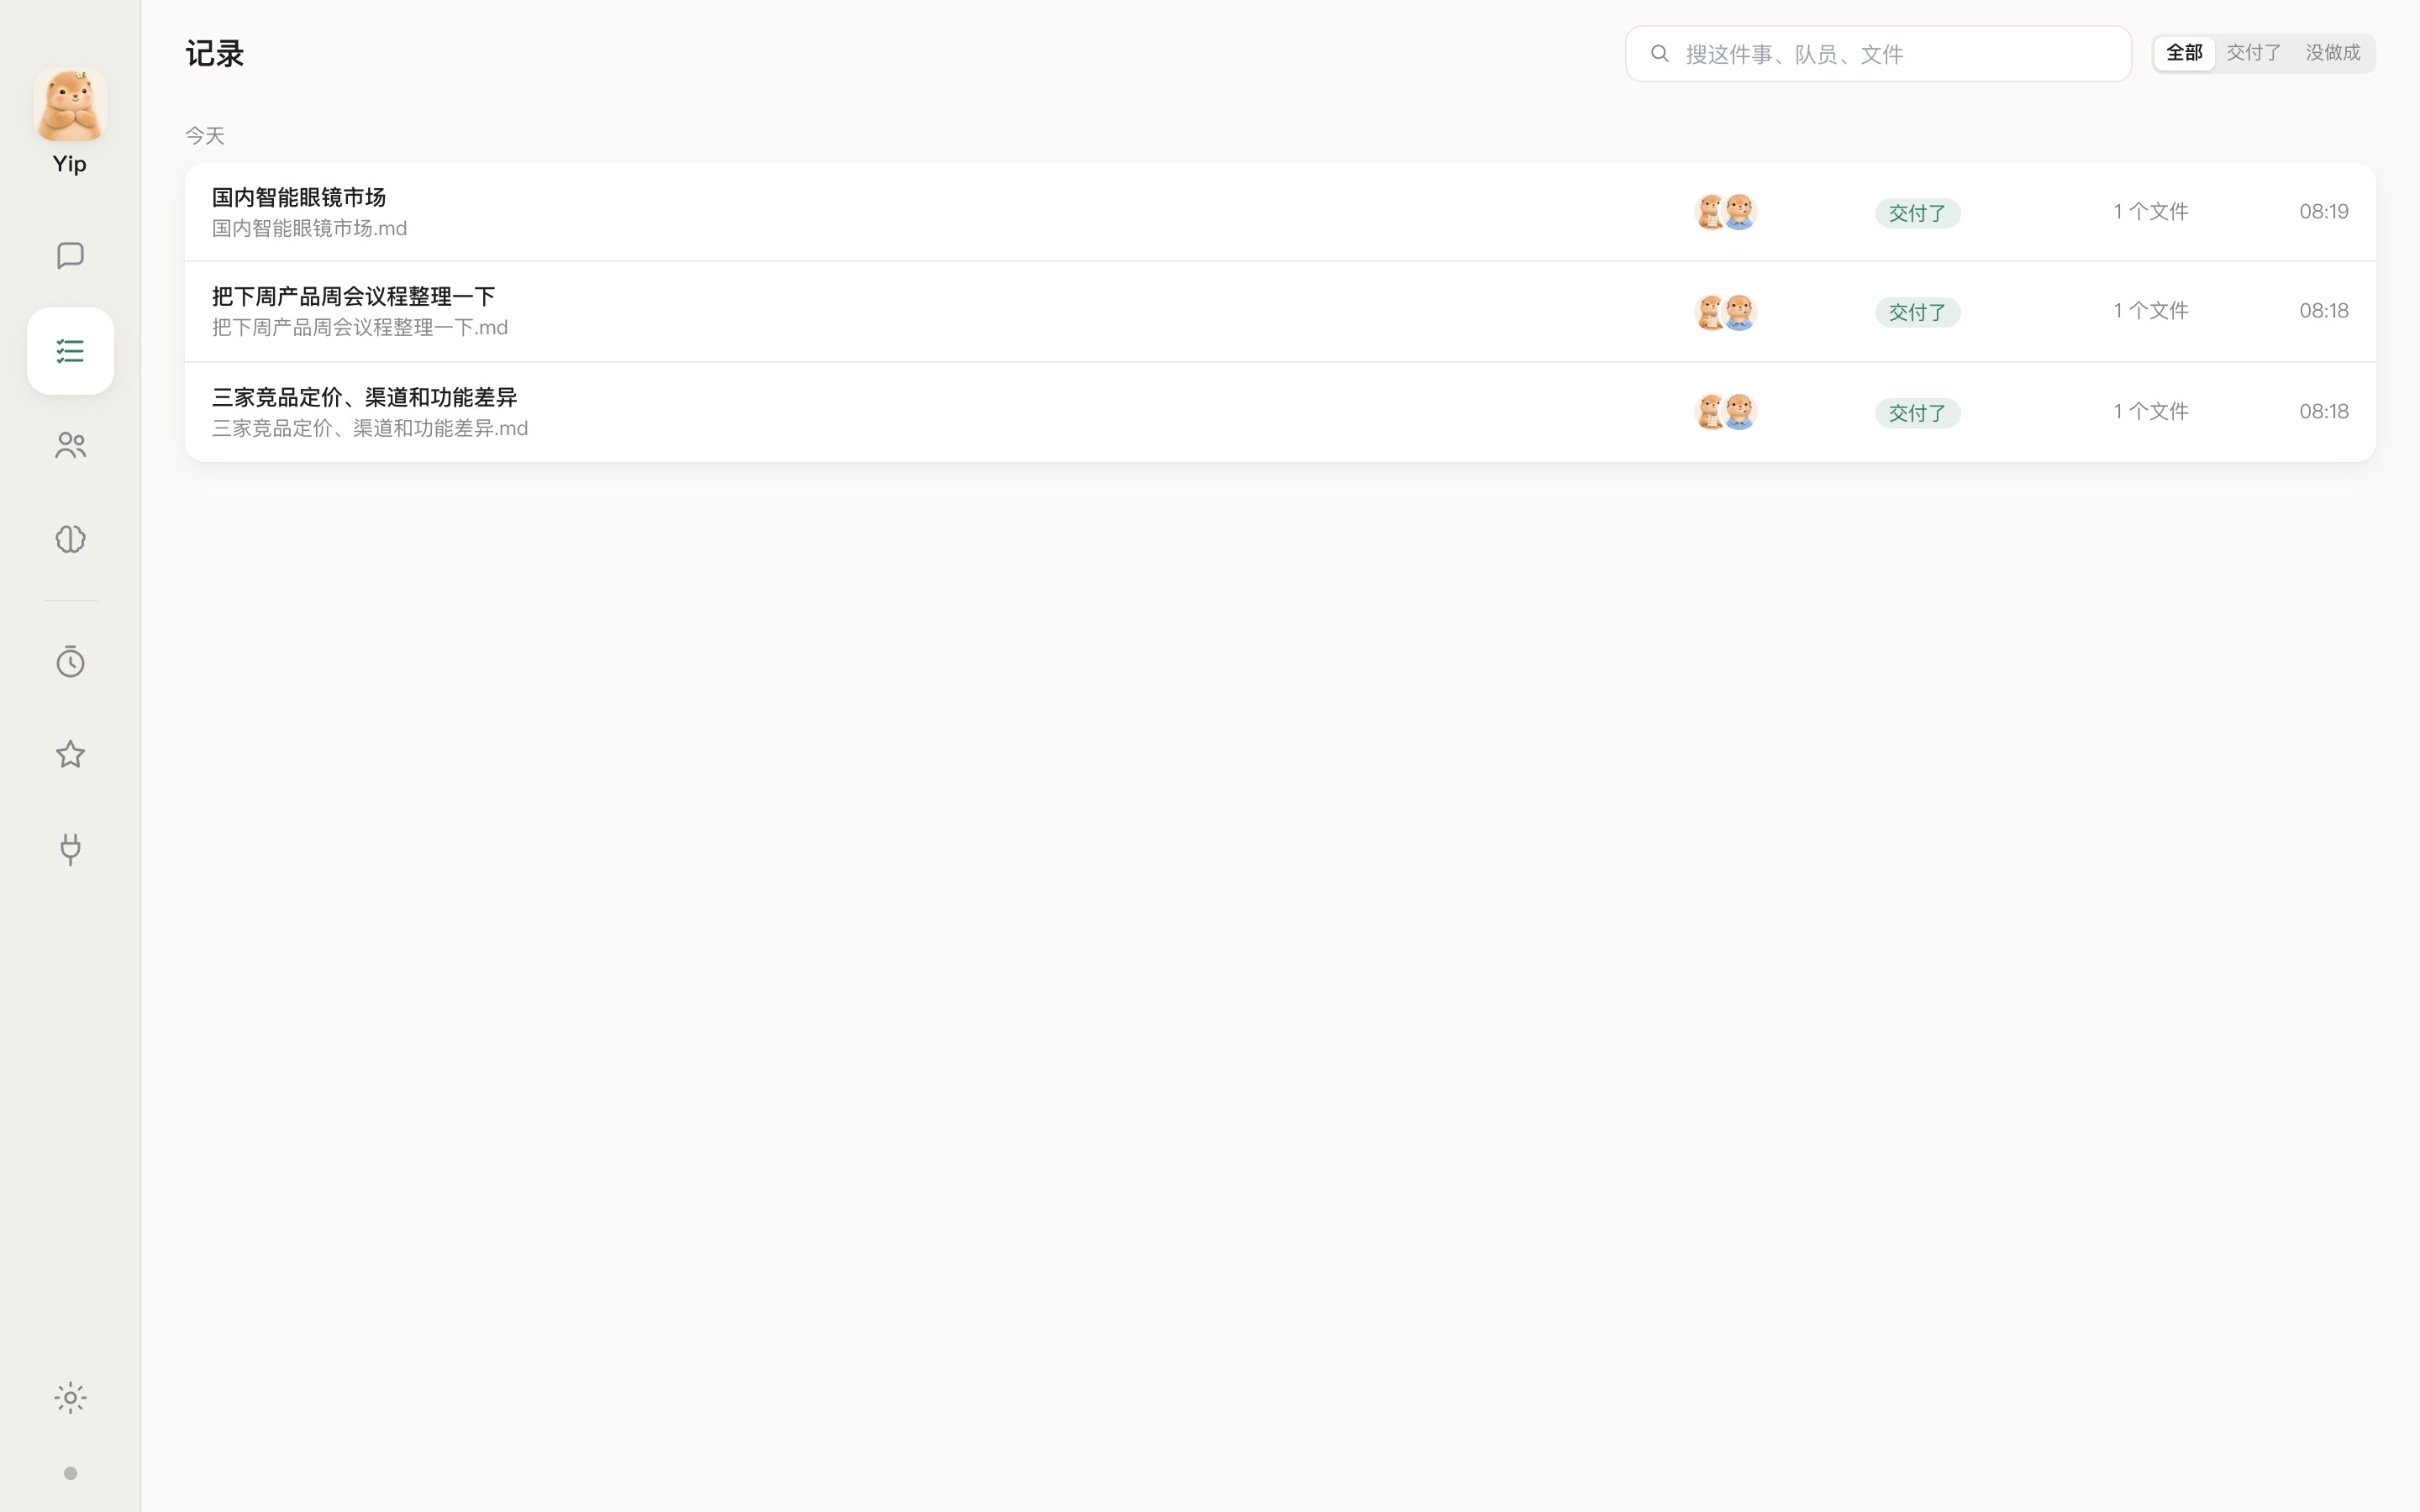 记录
搜这件事、队员、文件
全部 交付了 没做成
Yip
今天
国内智能眼镜市场
国内智能眼镜市场.md
交付了
1 个文件
08:19
把下周产品周会议程整理一下
把下周产品周会议程整理一下.md
交付了
1 个文件
08:18
三家竞品定价、渠道和功能差异
三家竞品定价、渠道和功能差异.md
交付了
1 个文件
08:18